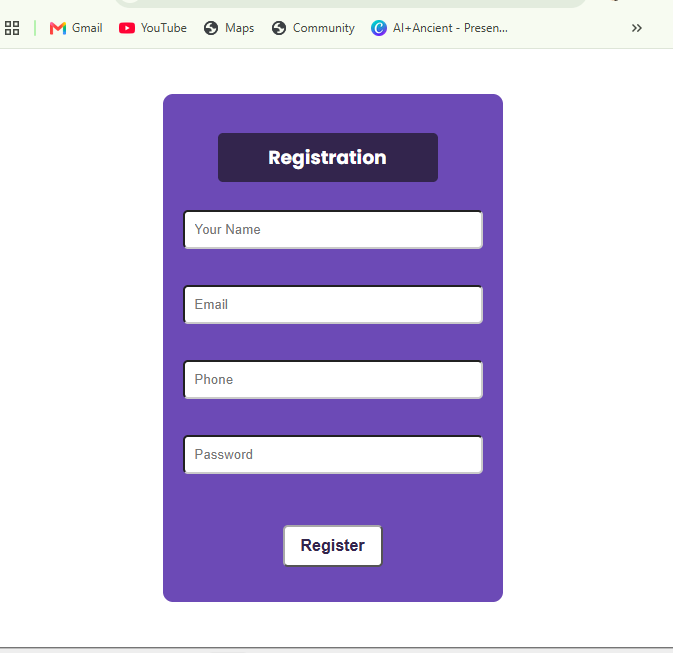 Gmail YouTube Maps Community AI+Ancient - Presen...
Registration
Your Name
Email
Phone
Password
Register